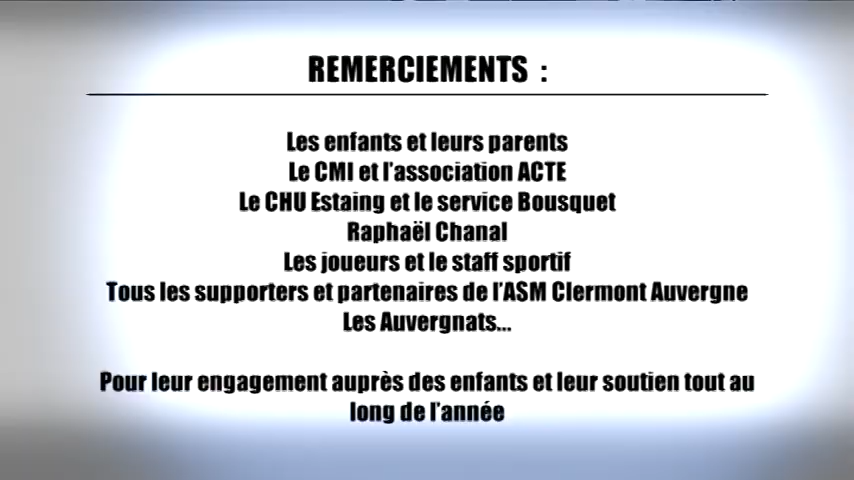 REMERCIEMENTS :
Les enfants et leurs parents
Le CMI et l'association ACTE
Le CHU Estaing et le service Bousquet
Raphaël Chanal
Les joueurs et le staff sportif
Tous les supporters et partenaires de l'ASM Clermont Auvergne
Les Auvergnats...
Pour leur engagement auprès des enfants et leur soutien tout au
long de l'année